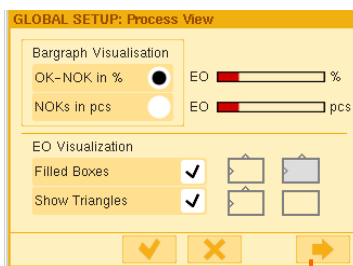 GLOBAL SETUP: Process View
Bargraph Visualisation
OK-NOK in % EO %
NOKs in pcs EO pcs
EO Visualization
Filled Boxes
Show Triangles